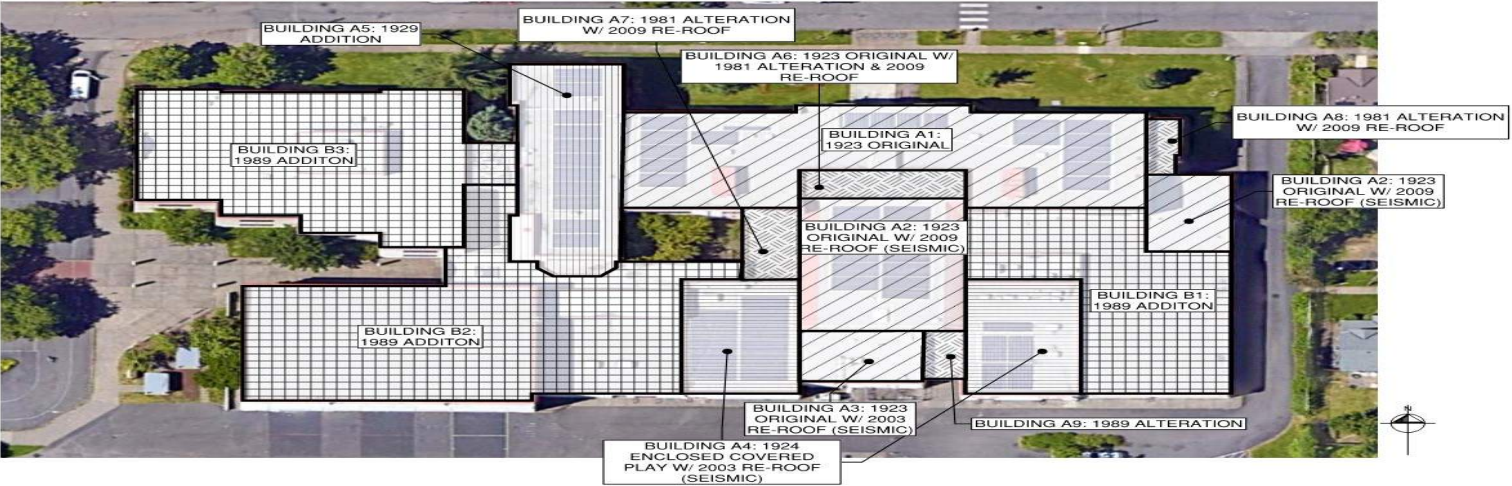 BUILDING A5: 1929
ADDITION
BUILDING A7: 1981 ALTERATION
W/ 2009 RE-ROOF
BUILDING A6: 1923 ORIGINAL W/
1981 ALTERATION & 2009
RE-ROOF
BUILDING A8: 1981 ALTERATION
W/ 2009 RE-ROOF
BUILDING B3:
1989 ADDITON
BUILDING A1:
1923 ORIGINAL
BUILDING A2: 1923
ORIGINAL W/ 2009
RE-ROOF (SEISMIC)
BUILDING A2: 1923
ORIGINAL W/ 2009
RE-ROOF (SEISMIC)
BUILDING B1:
1989 ADDITON
BUILDING B2:
1989 ADDITON
BUILDING A3: 1923
ORIGINAL W/ 2003
RE-ROOF (SEISMIC)
BUILDING A9: 1989 ALTERATION
BUILDING A4: 1924
ENCLOSED COVERED
PLAY W/ 2003 RE-ROOF
(SEISMIC)
N